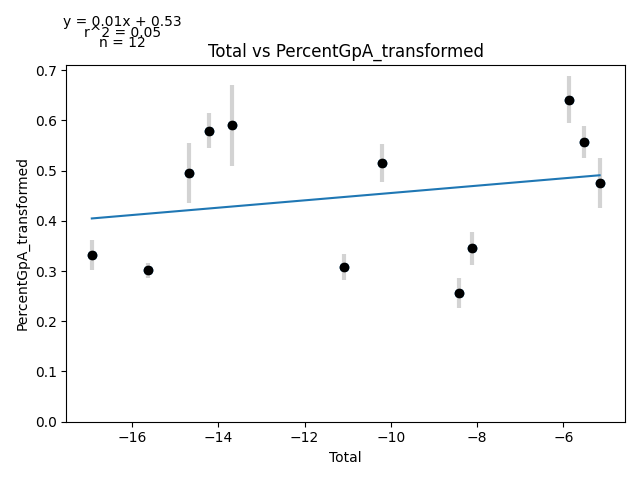 y = 0.01x + 0.53
r^2 = 0.05
n = 12
Total vs PercentGpA_transformed
PercentGpA_transformed
0.7
0.6
0.5
0.4
0.3
0.2
0.1
0.0
−16
−14
−12
−10
−8
−6
Total